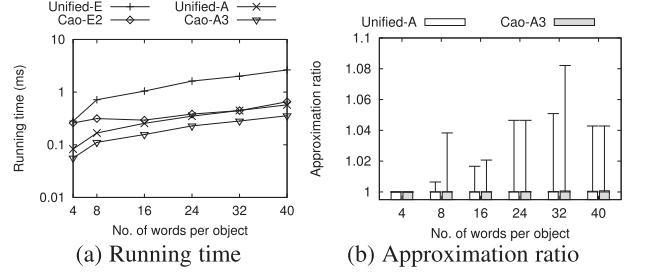 Unified-E Unified-A
Cao-E2 Cao-A3
10
1
0.1
0.01
Running time (ms)
4 8 16 24 32 40
No. of words per object
(a) Running time
Unified-A Cao-A3
1.1
1.08
1.06
1.04
1.02
1
Approximation ratio
4 8 16 24 32 40
No. of words per object
(b) Approximation ratio